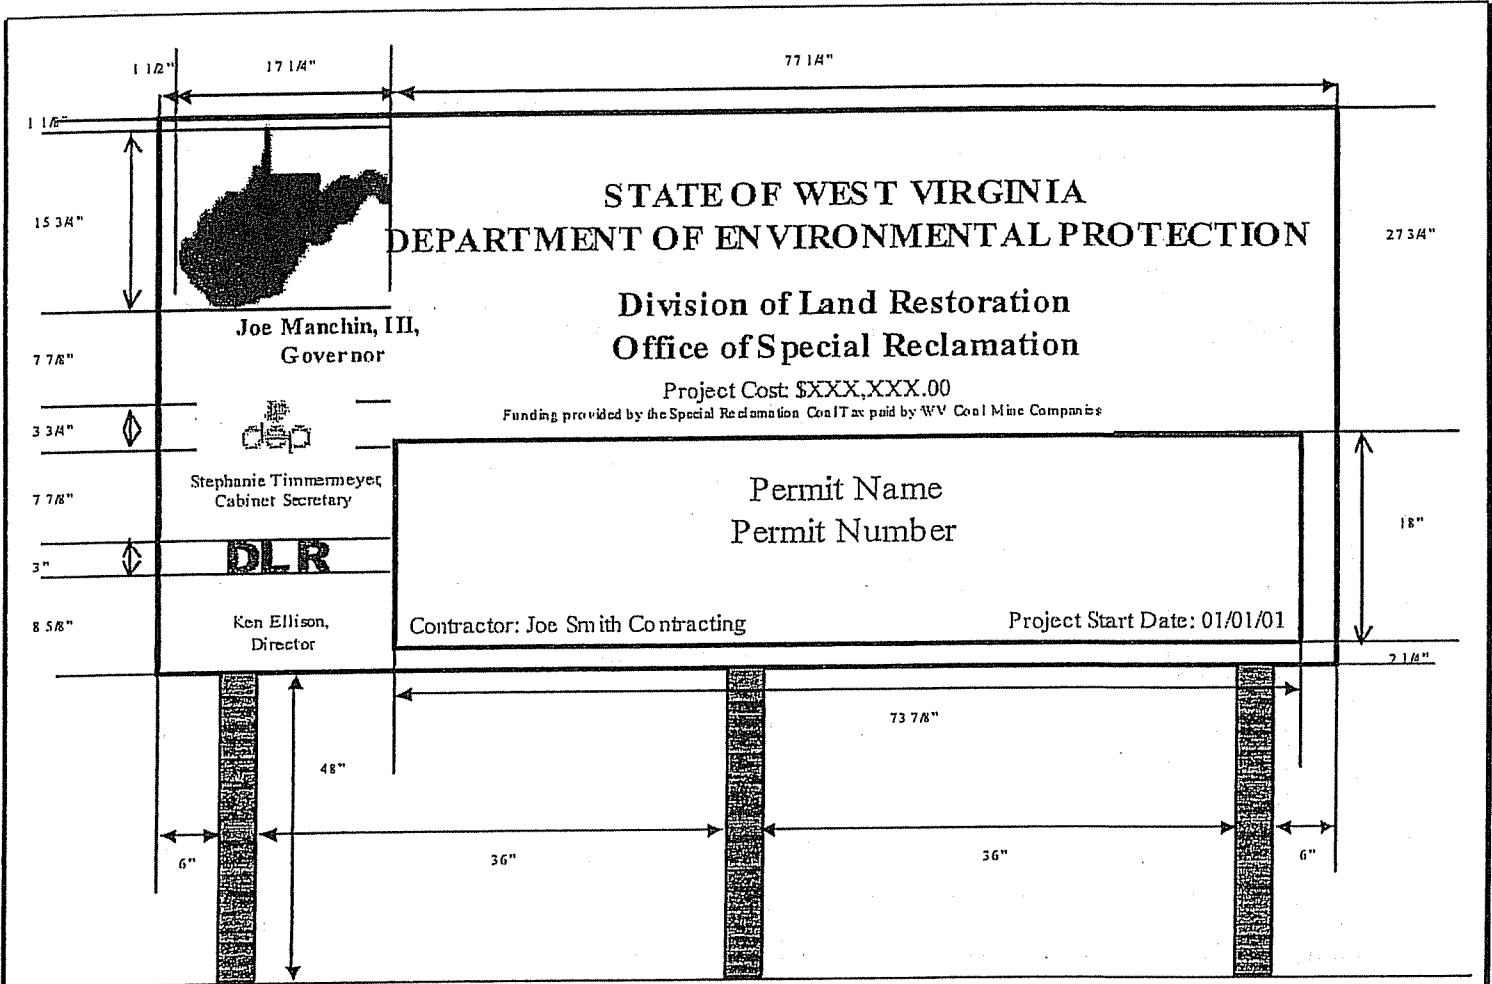 1 1/2"
17 1/4"
77 1/4"
1 1/8"
15 3/4"
STATE OF WEST VIRGINIA
DEPARTMENT OF ENVIRONMENTAL PROTECTION
27 3/4"
Division of Land Restoration
Office of Special Reclamation
Joe Manchin, III,
Governor
7 7/8"
Project Cost: $XXX,XXX.00
Funding provided by the Special Reclamation Coal Tax paid by WV Coal Mine Companies
3 3/4"
dep
Stephanie Timmermeyer,
Cabinet Secretary
7 7/8"
Permit Name
Permit Number
18"
DLR
3"
8 5/8"
Ken Ellison,
Director
Contractor: Joe Smith Contracting
Project Start Date: 01/01/01
2 1/4"
73 7/8"
48"
6"
36"
36"
6"